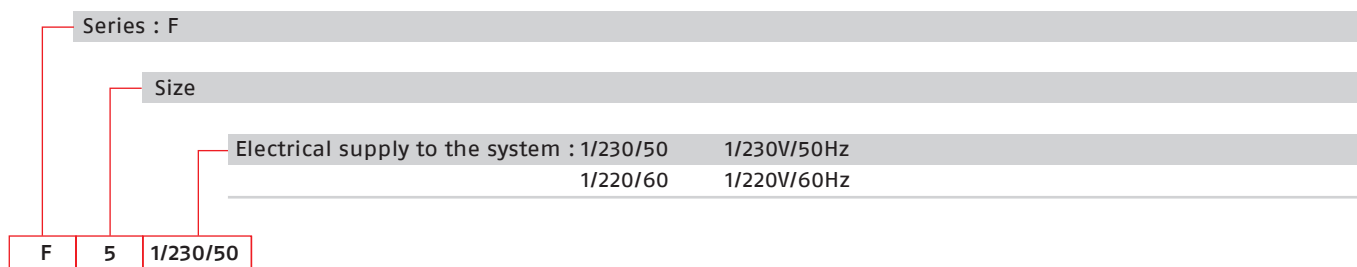 Series : F
Size
Electrical supply to the system : 1/230/50 1/230V/50Hz
1/220/60 1/220V/60Hz
F 5 1/230/50